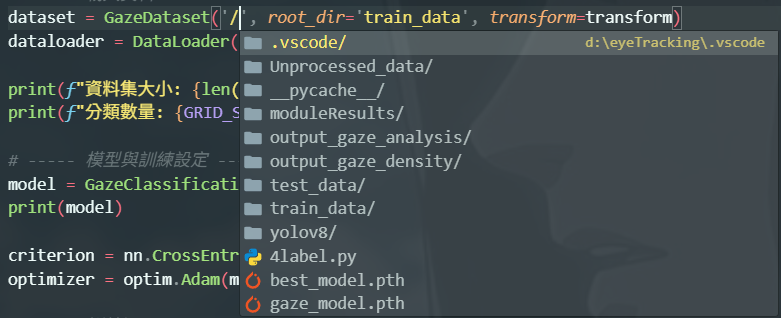 dataset = GazeDataset('/', root_dir='train_data', transform=transform)
dataloader = DataLoader(
.vscode/ d:\eyeTracking\.vscode
Unprocessed_data/
print(f"資料集大小: {len(
__pycache__/
print(f"分類數量: {GRID_S
moduleResults/
output_gaze_analysis/
# ----- 模型與訓練設定 --
output_gaze_density/
model = GazeClassificati
test_data/
print(model)
train_data/
yolov8/
criterion = nn.CrossEntr
4label.py
optimizer = optim.Adam(m
best_model.pth
gaze_model.pth